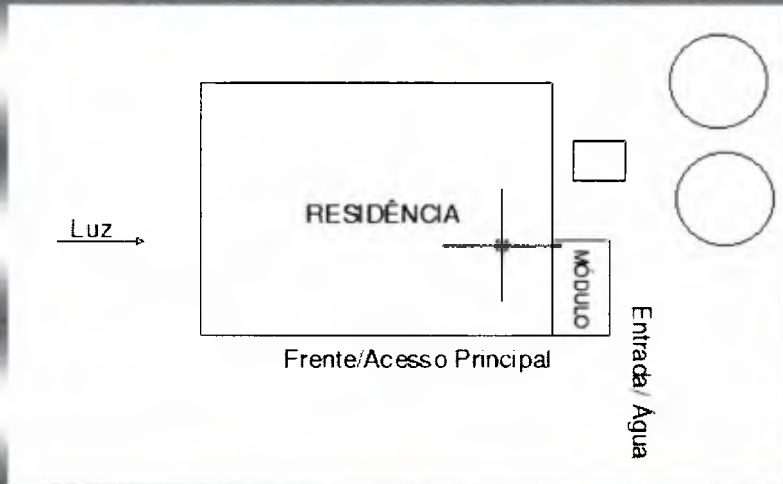 RESIDÊNCIA
Luz
MÓDULO
Frente/Acesso Principal
Entrada/ Água